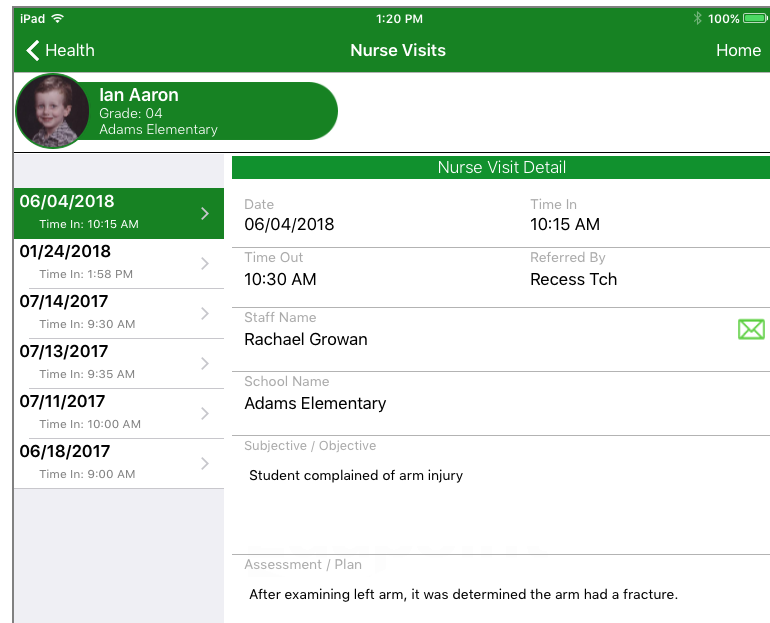 iPad 1:20 PM 100%
Health Nurse Visits Home
Ian Aaron
Grade: 04
Adams Elementary
06/04/2018
Time In: 10:15 AM
01/24/2018
Time In: 1:58 PM
07/14/2017
Time In: 9:30 AM
07/13/2017
Time In: 9:35 AM
07/11/2017
Time In: 10:00 AM
06/18/2017
Time In: 9:00 AM
Nurse Visit Detail
Date Time In
06/04/2018 10:15 AM
Time Out Referred By
10:30 AM Recess Tch
Staff Name
Rachael Growan
School Name
Adams Elementary
Subjective / Objective
Student complained of arm injury
Assessment / Plan
After examining left arm, it was determined the arm had a fracture.